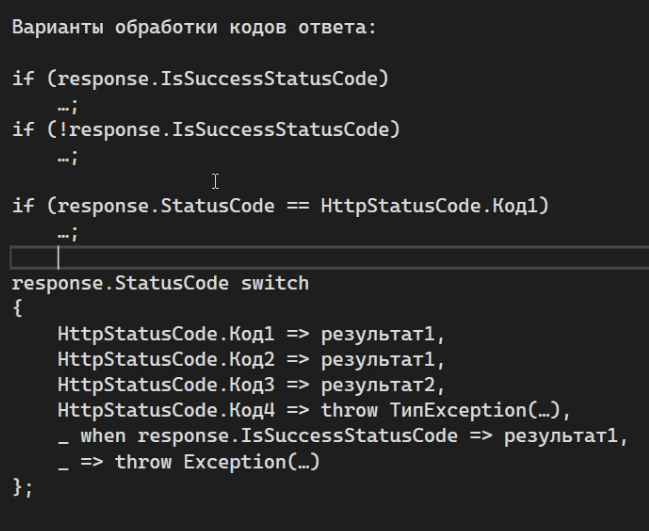 Варианты обработки кодов ответа:
if (response.IsSuccessStatusCode)
…;
if (!response.IsSuccessStatusCode)
…;
if (response.StatusCode == HttpStatusCode.Код1)
…;
response.StatusCode switch
{
HttpStatusCode.Код1 => результат1,
HttpStatusCode.Код2 => результат1,
HttpStatusCode.Код3 => результат2,
HttpStatusCode.Код4 => throw ТипException(…),
_ when response.IsSuccessStatusCode => результат1,
_ => throw Exception(…)
};